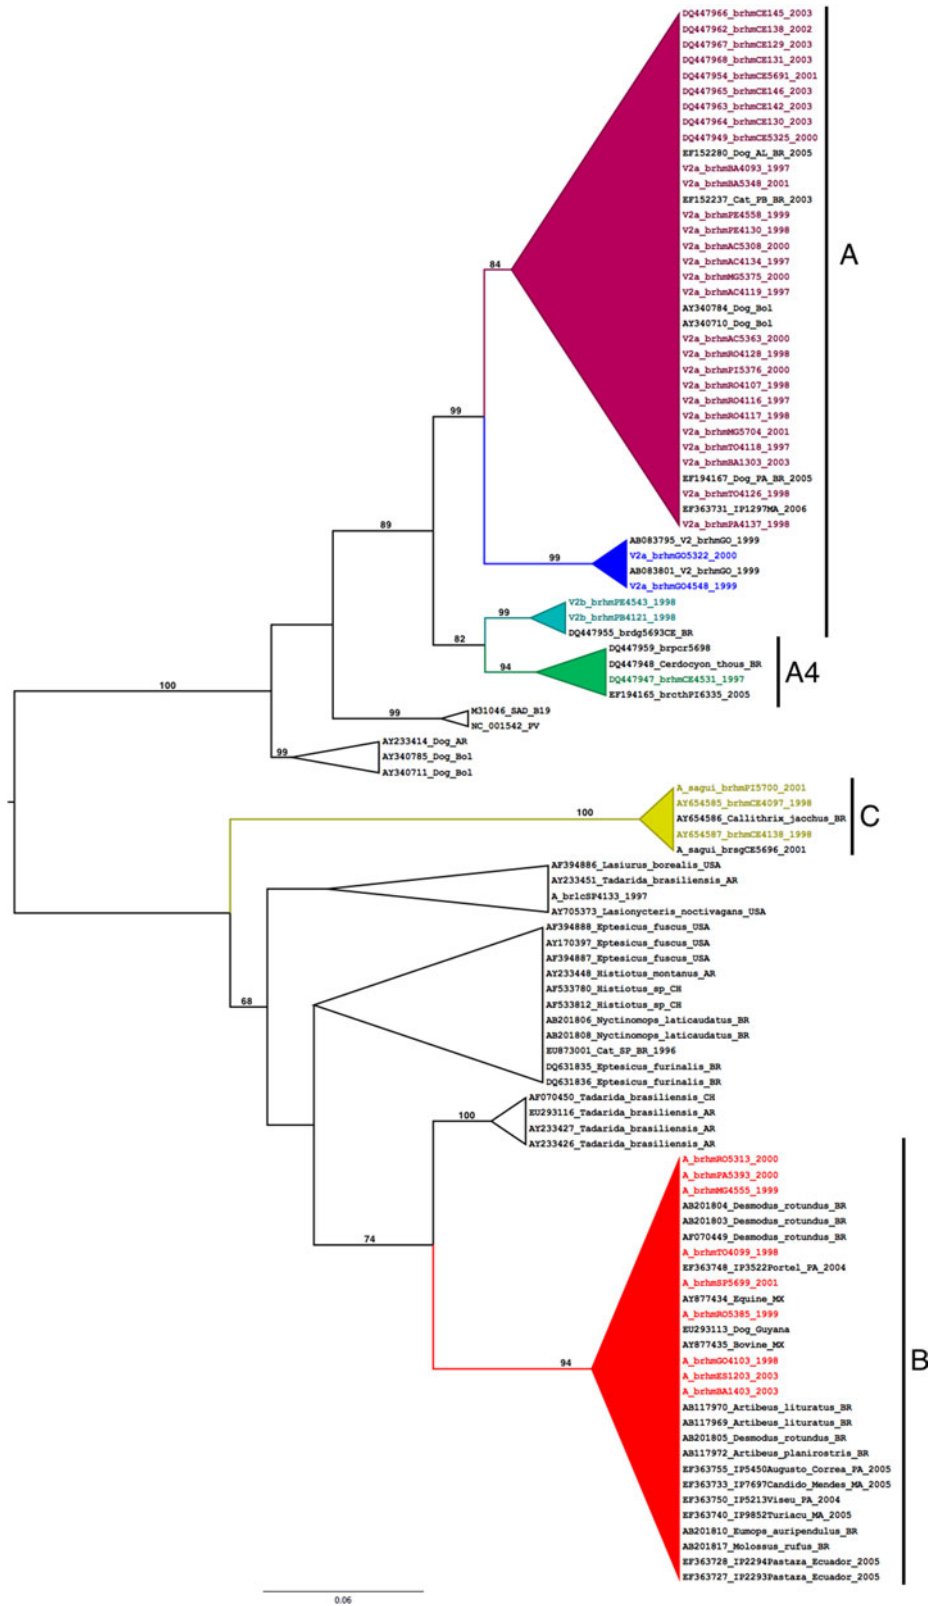 DQ447966_brhmCE145_2003
DQ447962_brhmCE138_2002
DQ447967_brhmCE129_2003
DQ447968_brhmCE131_2003
DQ447954_brhmCE5691_2001
DQ447965_brhmCE146_2003
DQ447963_brhmCE142_2003
DQ447964_brhmCE130_2003
DQ447949_brhmCE5325_2000
EF152280_Dog_AL_BR_2005
V2a_brhmBA4093_1997
V2a_brhmBA5348_2001
EF152237_Cat_PB_BR_2003
V2a_brhmPE4558_1999
V2a_brhmPE4130_1998
V2a_brhmAC5308_2000
A
V2a_brhmAC4134_1997
84
V2a_brhmMG5375_2000
V2a_brhmAC4119_1997
AY340784_Dog_Bol
AY340710_Dog_Bol
V2a_brhmAC5363_2000
V2a_brhmRO4128_1998
V2a_brhmPI5376_2000
V2a_brhmRO4107_1998
V2a_brhmRO4116_1997
99
V2a_brhmRO4117_1998
V2a_brhmMG5704_2001
V2a_brhmTO4118_1997
V2a_brhmBA1303_2003
EF194167_Dog_PA_BR_2005
V2a_brhmTO4126_1998
EF363731_IP1297MA_2006
V2a_brhmPA4137_1998
89
AB083795_V2_brhmGO_1999
99
V2a_brhmGO5322_2000
AB083801_V2_brhmGO_1999
V2a_brhmGO4548_1999
V2b_brhmPE4543_1998
99
V2b_brhmPB4121_1998
DQ447955_brdg5693CE_BR
82
DQ447959_brpcr5698
DQ447948_Cerdocyon_thous_BR
94
A4
DQ447947_brhmCE4531_1997
EF194165_brcthPI6335_2005
100
99
M31046_SAD_B19
NC_001542_PV
AY233414_Dog_AR
99
AY340785_Dog_Bol
AY340711_Dog_Bol
A_sagui_brhmPI5700_2001
AY654585_brhmCE4097_1998
100
AY654586_Callithrix_jacchus_BR
C
AY654587_brhmCE4138_1998
A_sagui_brsgCE5696_2001
AF394886_Lasiurus_borealis_USA
AY233451_Tadarida_brasiliensis_AR
A_brlcSP4133_1997
AY705373_Lasionycteris_noctivagans_USA
AF394888_Eptesicus_fuscus_USA
AY170397_Eptesicus_fuscus_USA
AF394887_Eptesicus_fuscus_USA
AY233448_Histiotus_montanus_AR
AF533780_Histiotus_sp_CH
68
AF533812_Histiotus_sp_CH
AB201806_Nyctinomops_laticaudatus_BR
AB201808_Nyctinomops_laticaudatus_BR
EU873001_Cat_SP_BR_1996
DQ631835_Eptesicus_furinalis_BR
DQ631836_Eptesicus_furinalis_BR
AF070450_Tadarida_brasiliensis_CH
100
EU293116_Tadarida_brasiliensis_AR
AY233427_Tadarida_brasiliensis_AR
AY233426_Tadarida_brasiliensis_AR
A_brhmRO5313_2000
A_brhmPA5393_2000
A_brhmMG4555_1999
AB201804_Desmodus_rotundus_BR
AB201803_Desmodus_rotundus_BR
74
AF070449_Desmodus_rotundus_BR
A_brhmTO4099_1998
EF363748_IP3522Portel_PA_2004
A_brhmSP5699_2001
AY877434_Equine_MX
A_brhmRO5385_1999
EU293113_Dog_Guyana
AY877435_Bovine_MX
94
B
A_brhmGO4103_1998
A_brhmES1203_2003
A_brhmBA1403_2003
AB117970_Artibeus_lituratus_BR
AB117969_Artibeus_lituratus_BR
AB201805_Desmodus_rotundus_BR
AB117972_Artibeus_planirostris_BR
EF363755_IP5450Augusto_Correa_PA_2005
EF363733_IP7697Candido_Mendes_MA_2005
EF363750_IP5213Viseu_PA_2004
EF363740_IP9852Turiacu_MA_2005
AB201810_Eumops_auripendulus_BR
AB201817_Molossus_rufus_BR
EF363728_IP2294Pastaza_Ecuador_2005
EF363727_IP2293Pastaza_Ecuador_2005
0.06